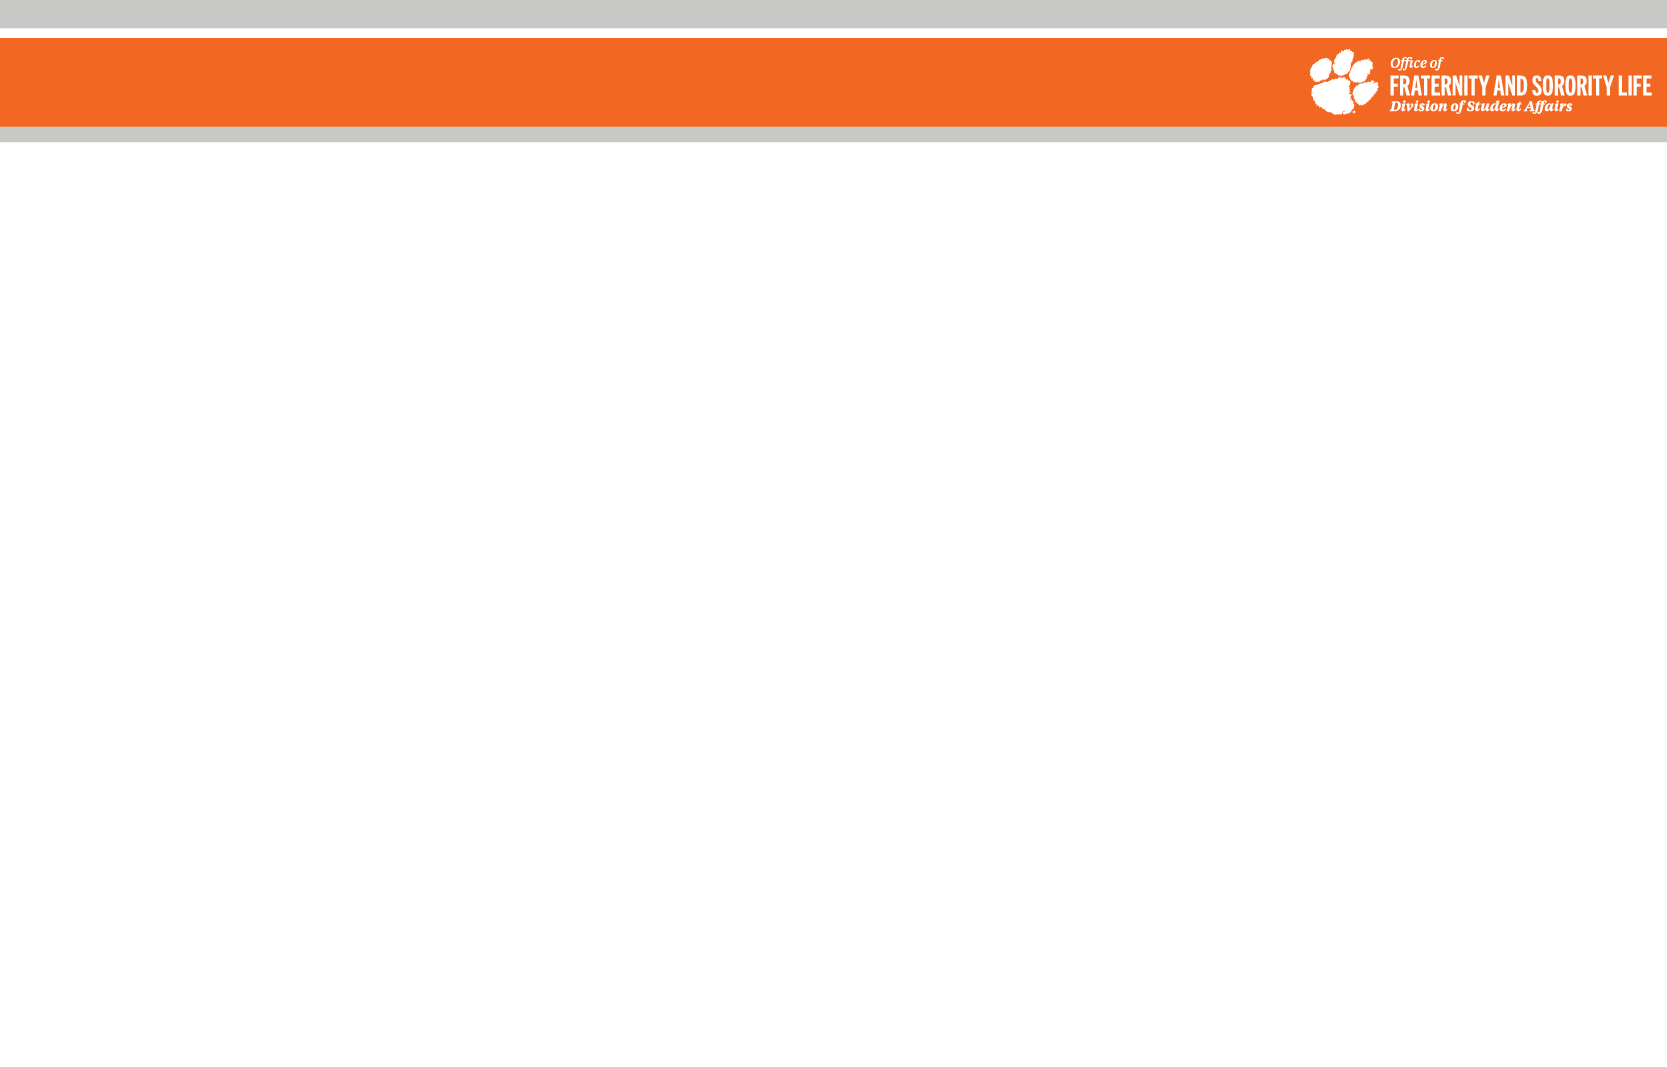 Office of
FRATERNITY AND SORORITY LIFE
Division of Student Affairs